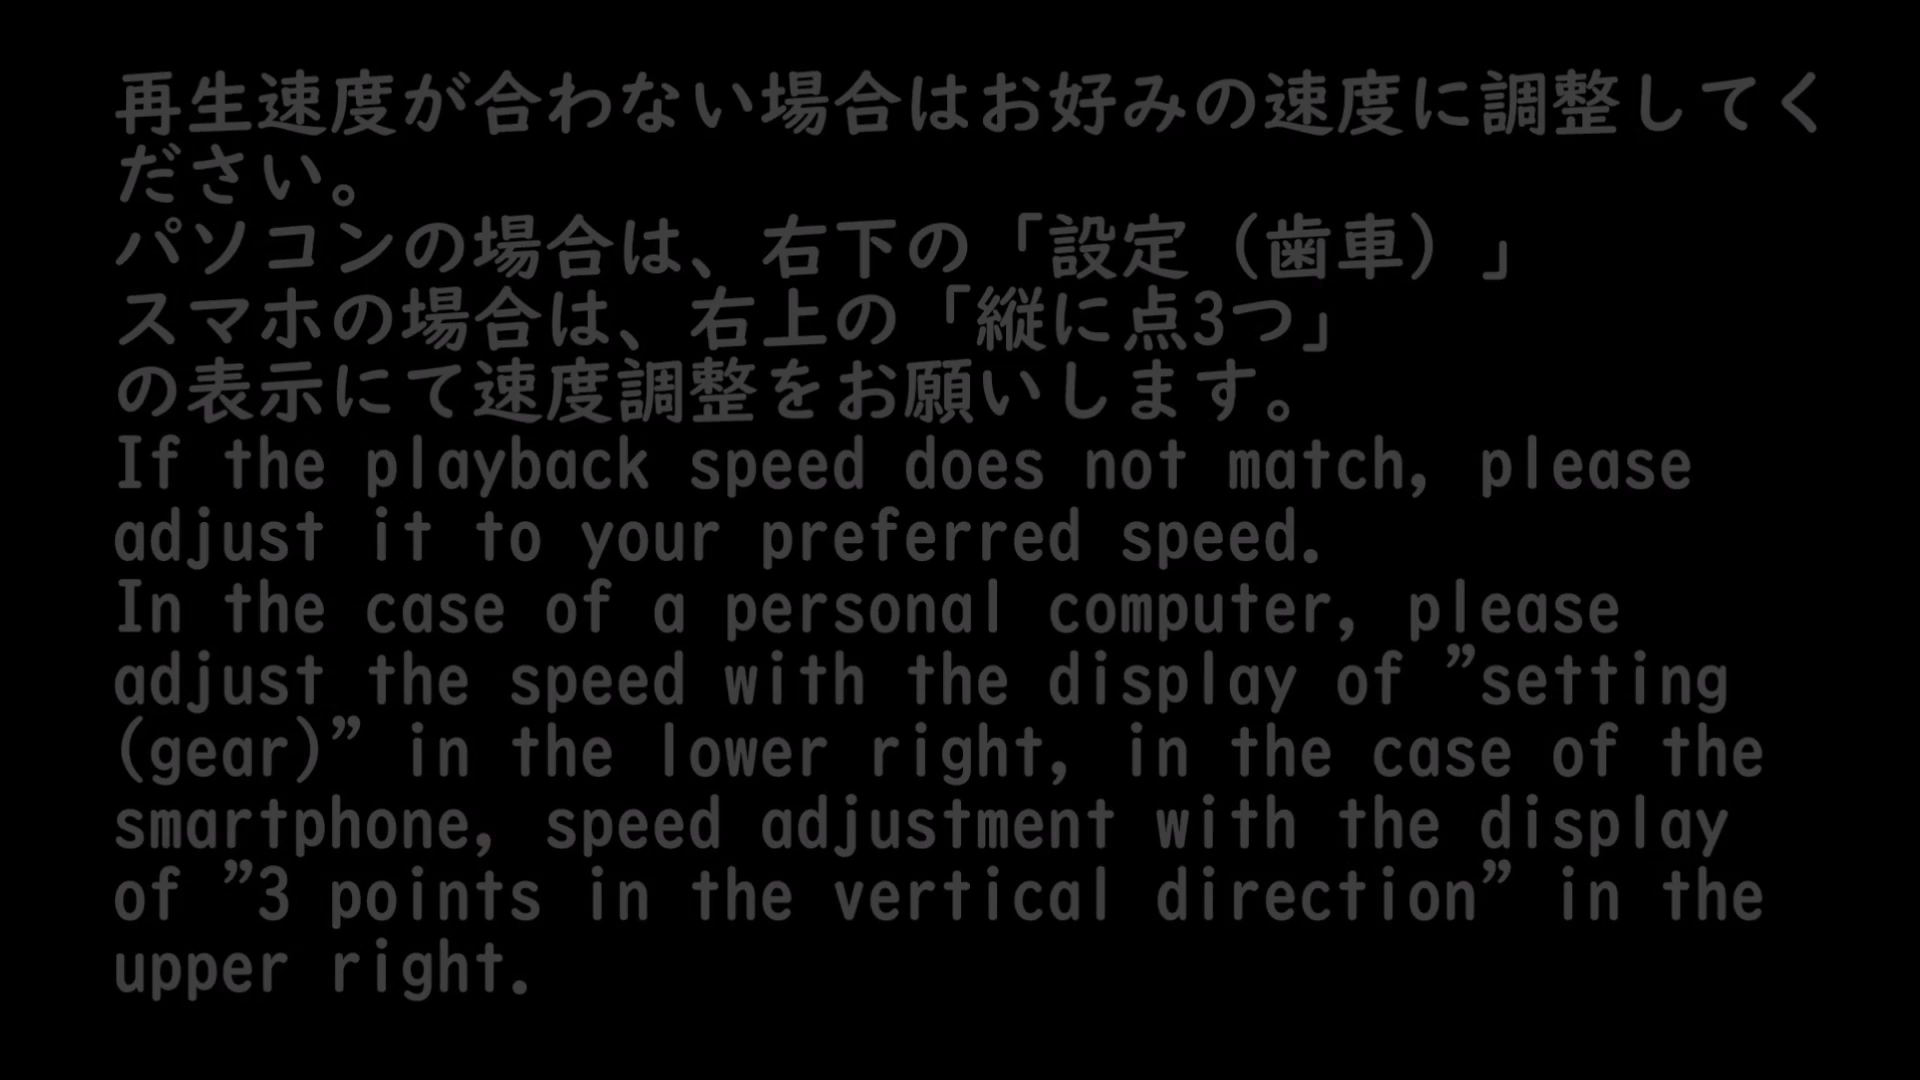 再生速度が合わない場合はお好みの速度に調整してく
ださい。
パソコンの場合は、右下の「設定（歯車）」
スマホの場合は、右上の「縦に点3つ」
の表示にて速度調整をお願いします。
If the playback speed does not match, please
adjust it to your preferred speed.
In the case of a personal computer, please
adjust the speed with the display of ”setting
(gear)” in the lower right, in the case of the
smartphone, speed adjustment with the display
of ”3 points in the vertical direction” in the
upper right.